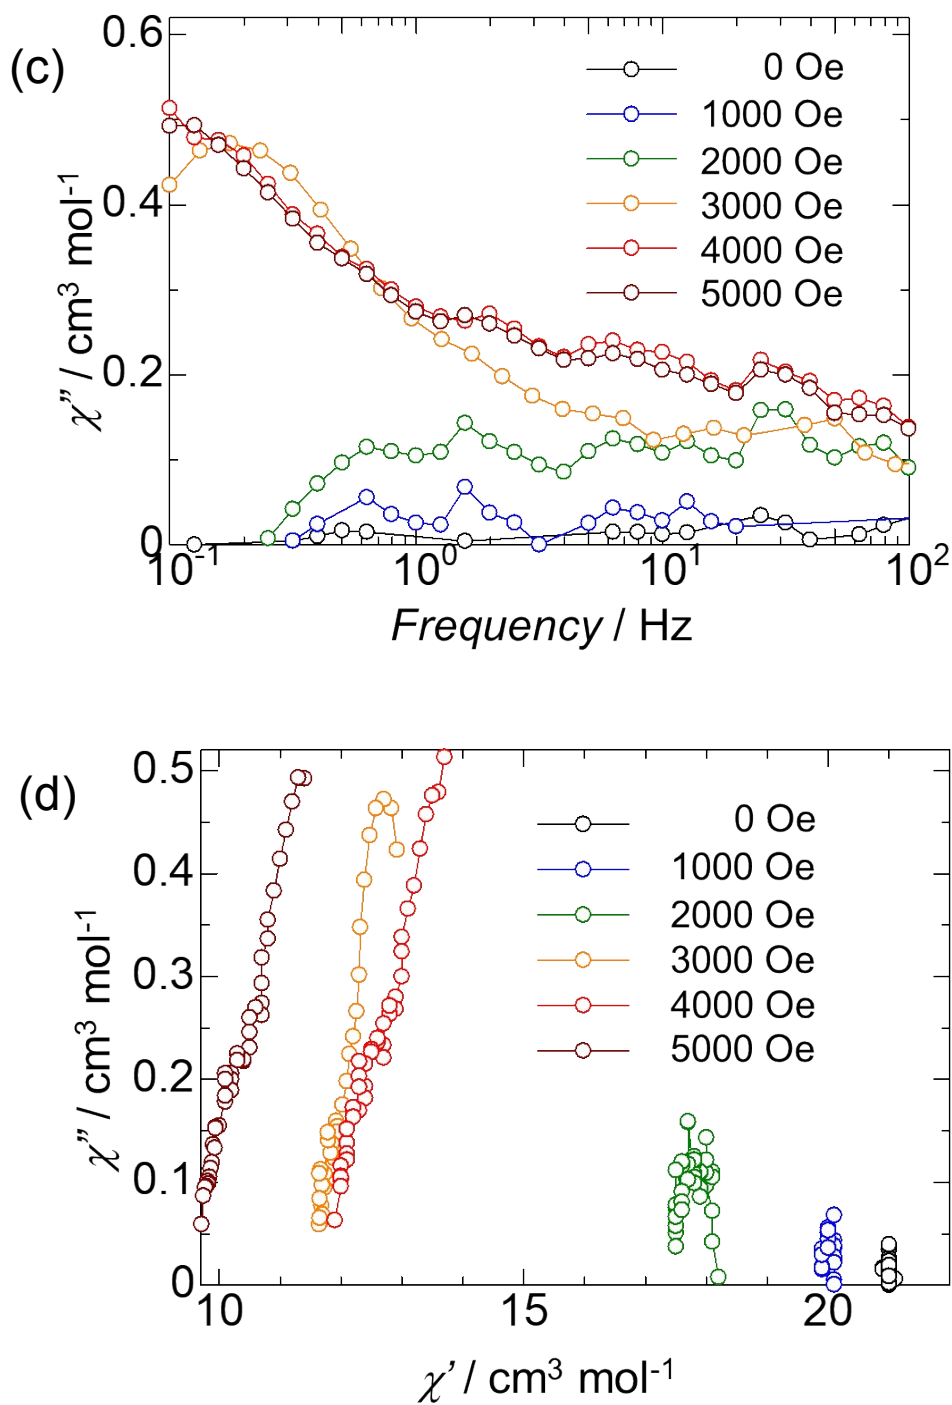 (c)
0.6
0.4
0.2
0
χ” / cm³ mol⁻¹
0 Oe
1000 Oe
2000 Oe
3000 Oe
4000 Oe
5000 Oe
10⁻¹ 10⁰ 10¹ 10²
Frequency / Hz
(d)
0.5
0.4
0.3
0.2
0.1
0
χ” / cm³ mol⁻¹
0 Oe
1000 Oe
2000 Oe
3000 Oe
4000 Oe
5000 Oe
10 15 20
χ’ / cm³ mol⁻¹